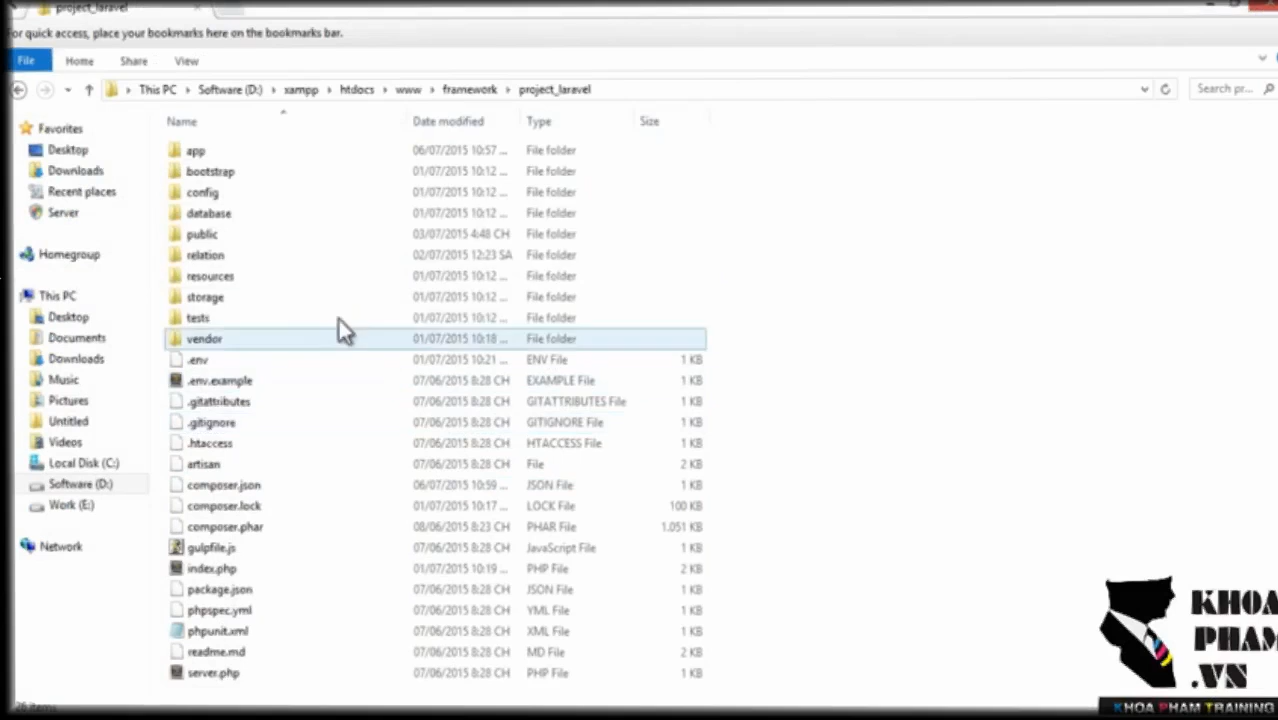 project_laravel
For quick access, place your bookmarks here on the bookmarks bar.
File Home Share View
This PC Software (D:) xampp htdocs www framework project_laravel Search pr...
Name Date modified Type Size
Favorites
Desktop
Downloads
Recent places
Server
Homegroup
This PC
Desktop
Documents
Downloads
Music
Pictures
Untitled
Videos
Local Disk (C:)
Software (D:)
Work (E:)
Network
app 06/07/2015 10:57 ... File folder
bootstrap 01/07/2015 10:12 ... File folder
config 01/07/2015 10:12 ... File folder
database 01/07/2015 10:12 ... File folder
public 03/07/2015 4:48 CH File folder
relation 02/07/2015 12:23 SA File folder
resources 01/07/2015 10:12 ... File folder
storage 01/07/2015 10:12 ... File folder
tests 01/07/2015 10:12 ... File folder
vendor 01/07/2015 10:18 ... File folder
.env 01/07/2015 10:21 ... ENV File 1 KB
.env.example 07/06/2015 8:28 CH EXAMPLE File 1 KB
.gitattributes 07/06/2015 8:28 CH GITATTRIBUTES File 1 KB
.gitignore 07/06/2015 8:28 CH GITIGNORE File 1 KB
.htaccess 07/06/2015 8:28 CH HTACCESS File 1 KB
artisan 07/06/2015 8:28 CH File 2 KB
composer.json 06/07/2015 10:59 ... JSON File 1 KB
composer.lock 01/07/2015 10:17 ... LOCK File 100 KB
composer.phar 08/06/2015 8:23 CH PHAR File 1.051 KB
gulpfile.js 07/06/2015 8:28 CH JavaScript File 1 KB
index.php 01/07/2015 10:19 ... PHP File 2 KB
package.json 07/06/2015 8:28 CH JSON File 1 KB
phpspec.yml 07/06/2015 8:28 CH YML File 1 KB
phpunit.xml 07/06/2015 8:28 CH XML File 1 KB
readme.md 07/06/2015 8:28 CH MD File 2 KB
server.php 07/06/2015 8:28 CH PHP File 1 KB
26 items
KHOA
PHAM
.VN
KHOA PHAM TRAINING